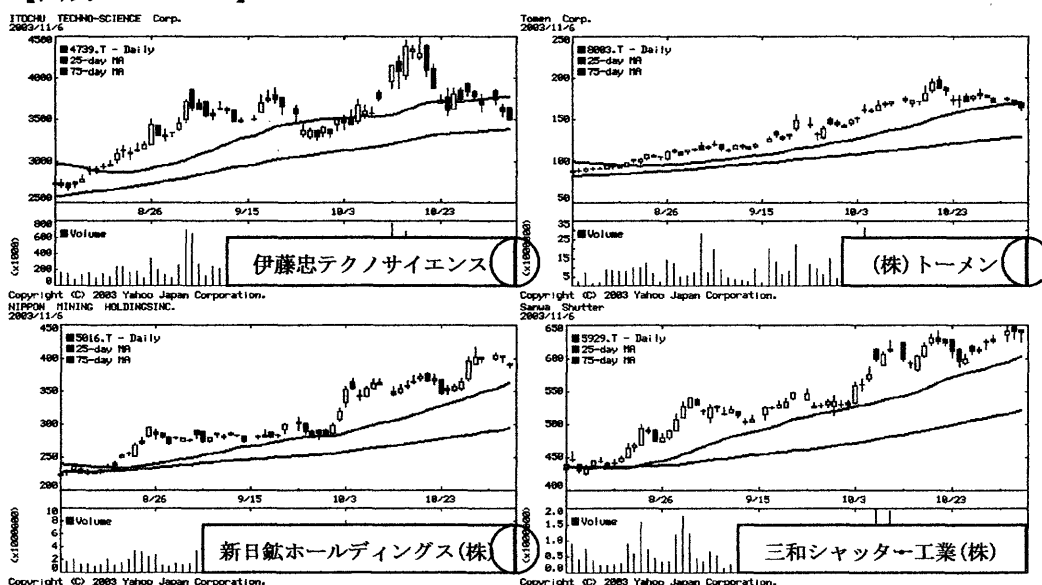 ITOCHU TECHNO-SCIENCE Corp.
2003/11/6
4500
4000
3500
3000
2500
4739.T - Daily
25-day MA
75-day MA
8/26 9/15 10/3 10/23
800
600
400
200
0
(x1000)
Volume
伊藤忠テクノサイエンス
Copyright (C) 2003 Yahoo Japan Corporation.
Tomen Corp.
2003/11/6
250
200
150
100
50
8003.T - Daily
25-day MA
75-day MA
8/26 9/15 10/3 10/23
35
25
15
5
Volume
(株)トーメン
Copyright (C) 2003 Yahoo Japan Corporation.
NIPPON MINING HOLDINGSINC.
2003/11/6
450
400
350
300
250
200
5016.T - Daily
25-day MA
75-day MA
8/26 9/15 10/3 10/23
10
8
6
4
2
0
Volume
新日鉱ホールディングス(株)
Copyright (C) 2003 Yahoo Japan Corporation.
Sanwa Shutter
2003/11/6
650
600
550
500
450
400
5929.T - Daily
25-day MA
75-day MA
8/26 9/15 10/3 10/23
2.0
1.5
1.0
0.5
0.0
Volume
三和シャッター工業(株)
Copyright (C) 2003 Yahoo Japan Corporation.